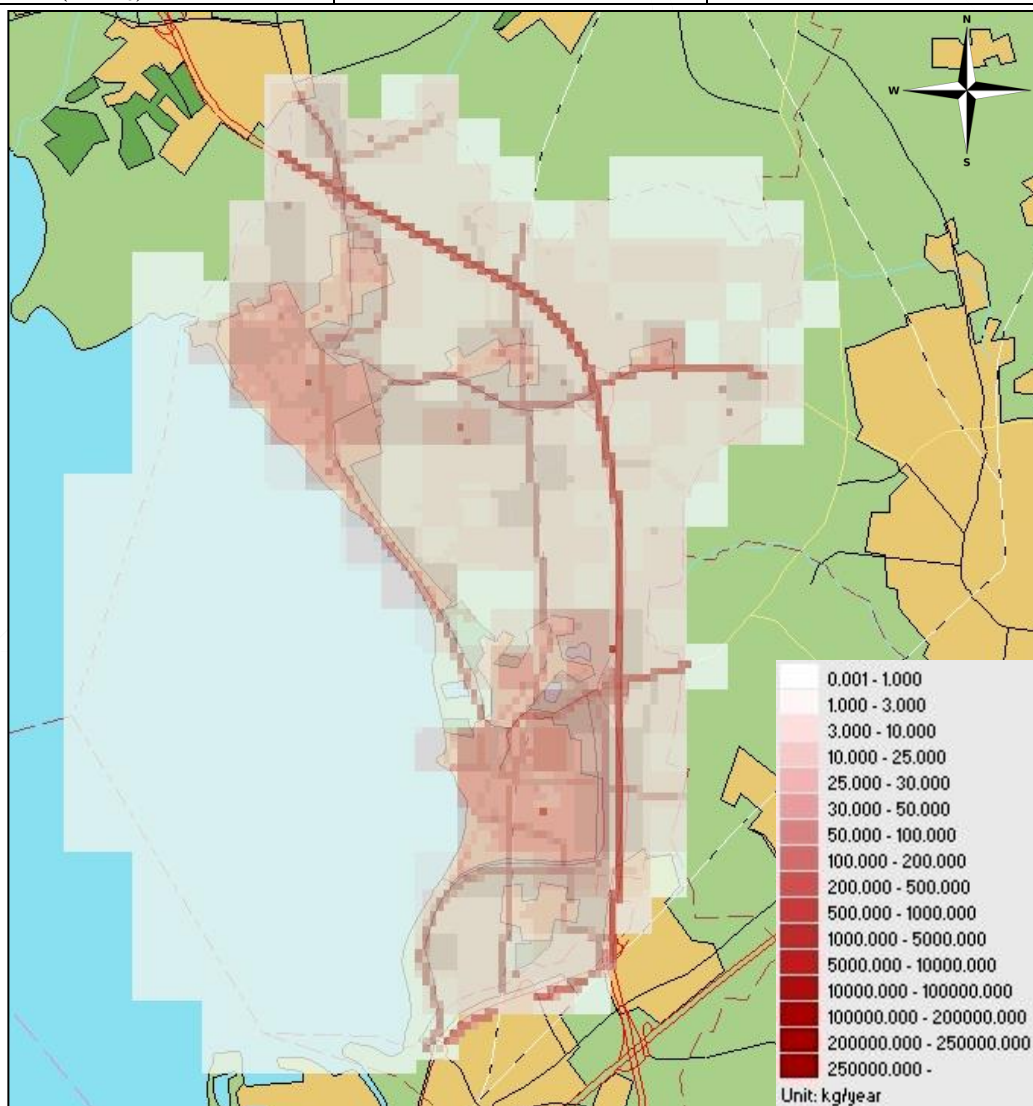 N
W
S
0.001 - 1.000
1.000 - 3.000
3.000 - 10.000
10.000 - 25.000
25.000 - 30.000
30.000 - 50.000
50.000 - 100.000
100.000 - 200.000
200.000 - 500.000
500.000 - 1000.000
1000.000 - 5000.000
5000.000 - 10000.000
10000.000 - 100000.000
100000.000 - 200000.000
200000.000 - 250000.000
250000.000 -
Unit: kg/year